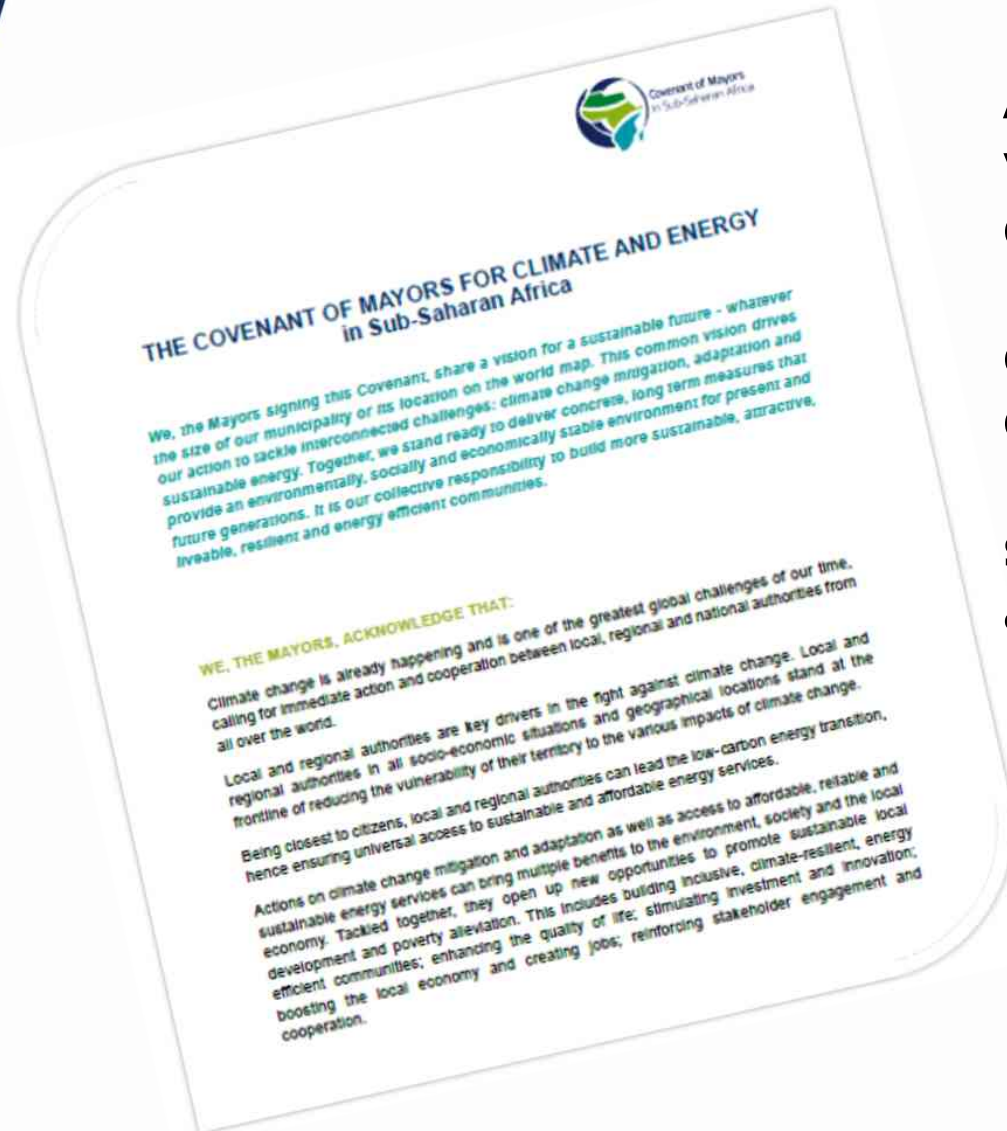 Covenant of Mayors
in Sub-Saharan Africa
THE COVENANT OF MAYORS FOR CLIMATE AND ENERGY
in Sub-Saharan Africa
We, the Mayors signing this Covenant, share a vision for a sustainable future - whatever
the size of our municipality or its location on the world map. This common vision drives
our action to tackle interconnected challenges: climate change mitigation, adaptation and
sustainable energy. Together, we stand ready to deliver concrete, long term measures that
provide an environmentally, socially and economically stable environment for present and
future generations. It is our collective responsibility to build more sustainable, attractive,
liveable, resilient and energy efficient communities.
WE, THE MAYORS, ACKNOWLEDGE THAT:
Climate change is already happening and is one of the greatest global challenges of our time,
calling for immediate action and cooperation between local, regional and national authorities from
all over the world.
Local and regional authorities are key drivers in the fight against climate change. Local and
regional authorities in all socio-economic situations and geographical locations stand at the
frontline of reducing the vulnerability of their territory to the various impacts of climate change.
Being closest to citizens, local and regional authorities can lead the low-carbon energy transition,
hence ensuring universal access to sustainable and affordable energy services.
Actions on climate change mitigation and adaptation as well as access to affordable, reliable and
sustainable energy services can bring multiple benefits to the environment, society and the local
economy. Tackled together, they open up new opportunities to promote sustainable local
development and poverty alleviation. This includes building inclusive, climate-resilient, energy
efficient communities; enhancing the quality of life; stimulating investment and innovation;
boosting the local economy and creating jobs; reinforcing stakeholder engagement and
cooperation.